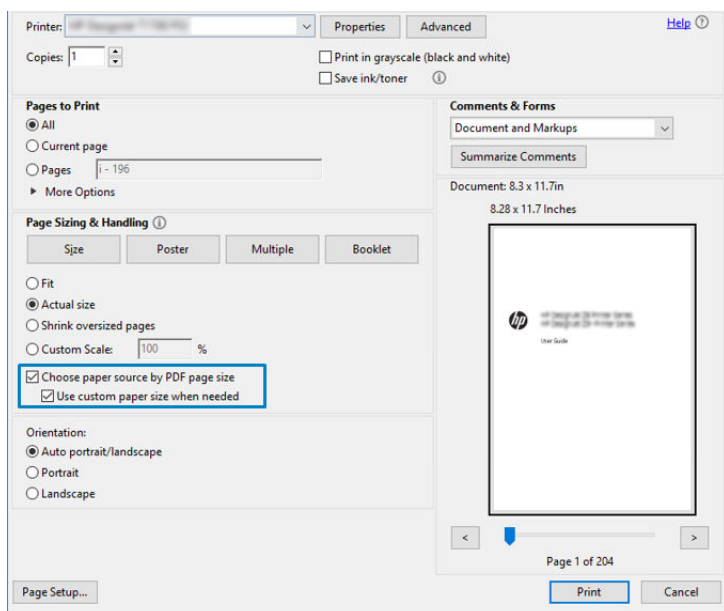 Printer: Properties Advanced Help
Copies: 1 Print in grayscale (black and white)
Save ink/toner
Pages to Print
All
Current page
Pages i - 196
More Options
Page Sizing & Handling
Size Poster Multiple Booklet
Fit
Actual size
Shrink oversized pages
Custom Scale: 100 %
Choose paper source by PDF page size
Use custom paper size when needed
Orientation:
Auto portrait/landscape
Portrait
Landscape
Comments & Forms
Document and Markups
Summarize Comments
Document: 8.3 x 11.7in
8.28 x 11.7 Inches
hp
User Guide
< >
Page 1 of 204
Page Setup... Print Cancel